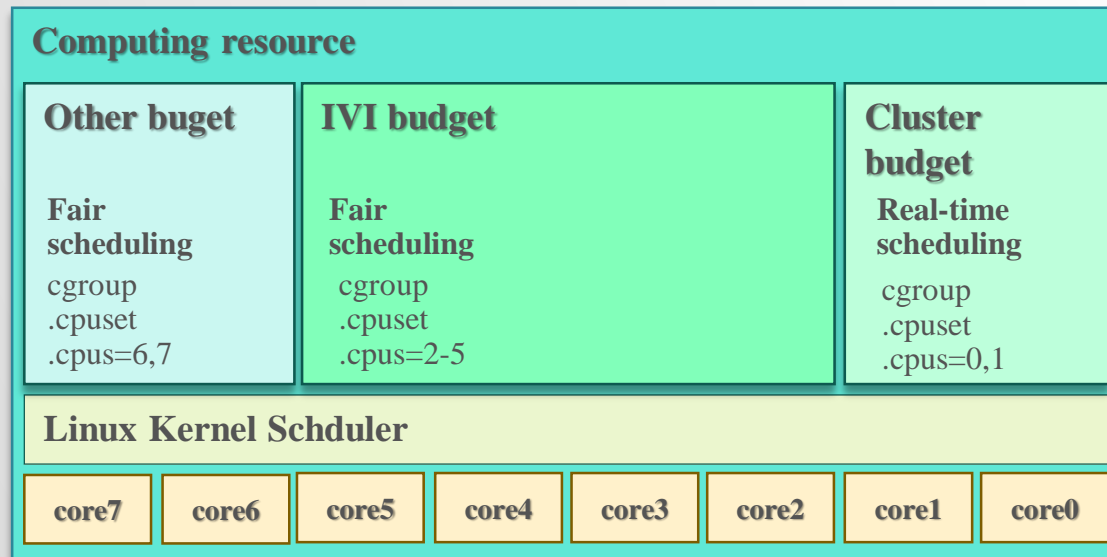 Computing resource
Other buget
Fair
scheduling
cgroup
.cpuset
.cpus=6,7
IVI budget
Fair
scheduling
cgroup
.cpuset
.cpus=2-5
Cluster
budget
Real-time
scheduling
cgroup
.cpuset
.cpus=0,1
Linux Kernel Schduler
core7
core6
core5
core4
core3
core2
core1
core0